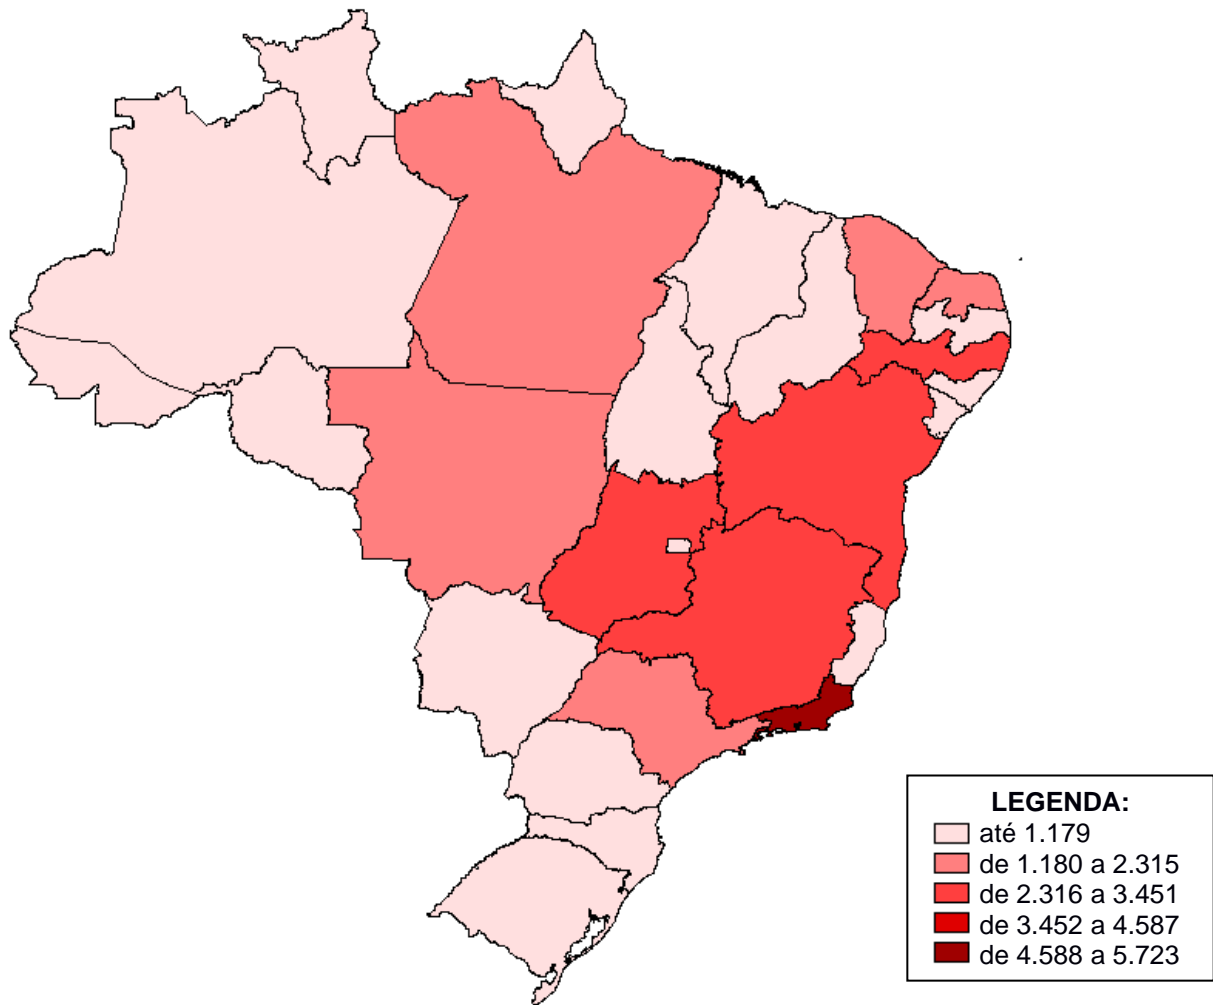 LEGENDA:
até 1.179
de 1.180 a 2.315
de 2.316 a 3.451
de 3.452 a 4.587
de 4.588 a 5.723